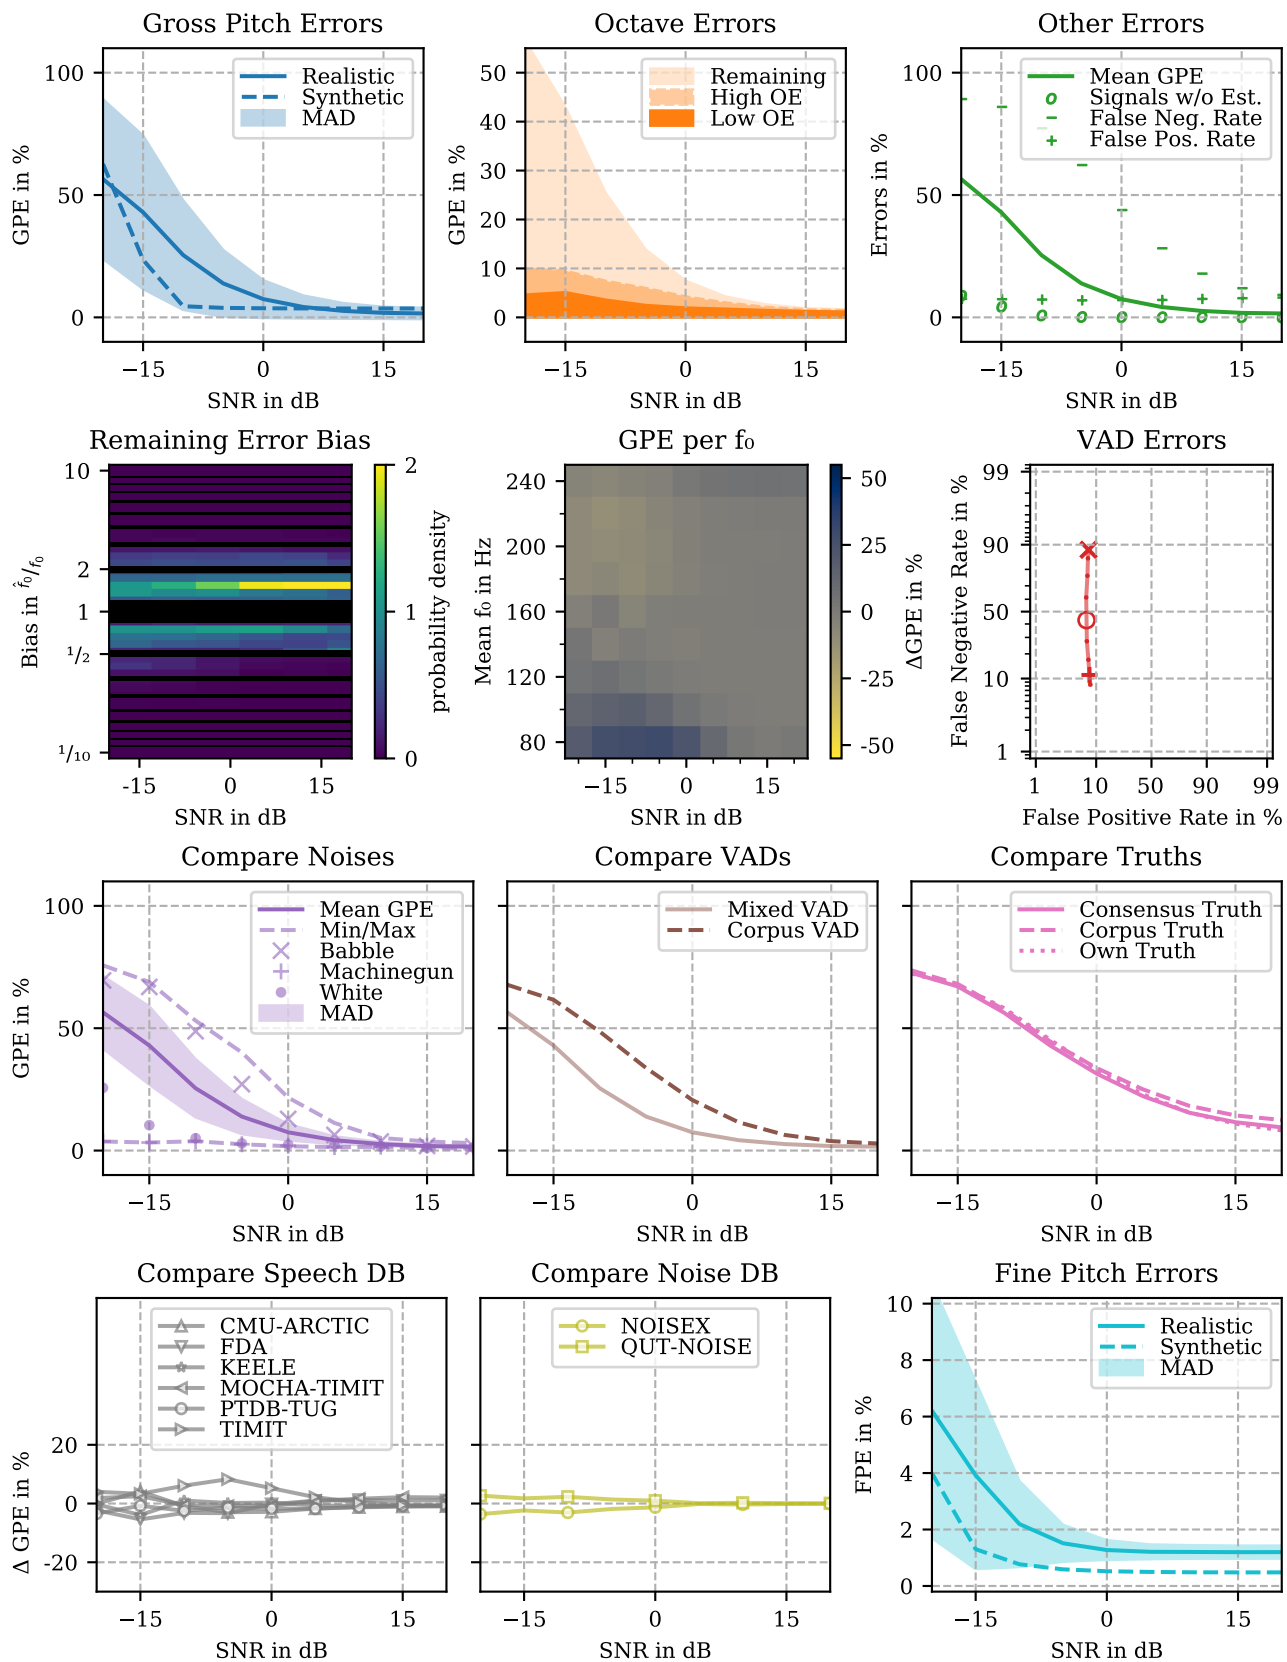 Gross Pitch Errors
GPE in %
100
50
0
Realistic
Synthetic
MAD
−15
0
15
SNR in dB
Octave Errors
GPE in %
50
40
30
20
10
0
Remaining
High OE
Low OE
−15
0
15
SNR in dB
Other Errors
Errors in %
100
50
0
Mean GPE
Signals w/o Est.
False Neg. Rate
False Pos. Rate
−15
0
15
SNR in dB
Remaining Error Bias
Bias in f̂₀/f₀
10
2
1
¹/₂
¹/₁₀
-15
0
15
SNR in dB
2
1
0
probability density
GPE per f₀
Mean f₀ in Hz
240
200
160
120
80
−15
0
15
SNR in dB
50
25
0
-25
-50
ΔGPE in %
VAD Errors
False Negative Rate in %
99
90
50
10
1
1
10
50
90
99
False Positive Rate in %
Compare Noises
GPE in %
100
50
0
Mean GPE
Min/Max
Babble
Machinegun
White
MAD
−15
0
15
SNR in dB
Compare VADs
Mixed VAD
Corpus VAD
−15
0
15
SNR in dB
Compare Truths
Consensus Truth
Corpus Truth
Own Truth
−15
0
15
SNR in dB
Compare Speech DB
Δ GPE in %
20
0
-20
CMU-ARCTIC
FDA
KEELE
MOCHA-TIMIT
PTDB-TUG
TIMIT
−15
0
15
SNR in dB
Compare Noise DB
NOISEX
QUT-NOISE
−15
0
15
SNR in dB
Fine Pitch Errors
FPE in %
10
8
6
4
2
0
Realistic
Synthetic
MAD
−15
0
15
SNR in dB